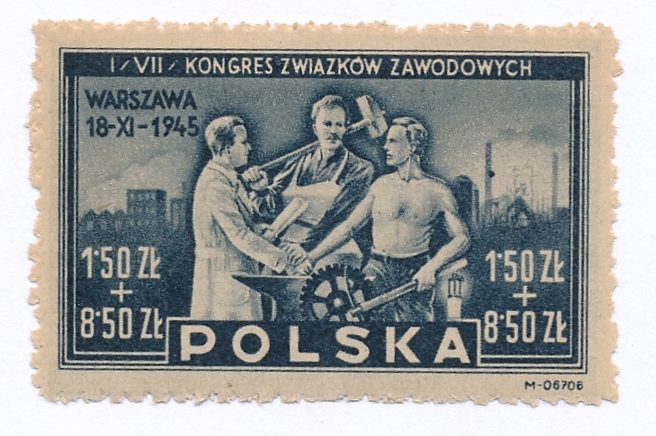 I/VII/ KONGRES ZWIĄZKÓW ZAWODOWYCH
WARSZAWA
18-XI-1945
1·50 ZŁ
+
8·50 ZŁ
1·50 ZŁ
+
8·50 ZŁ
POLSKA
M-06706